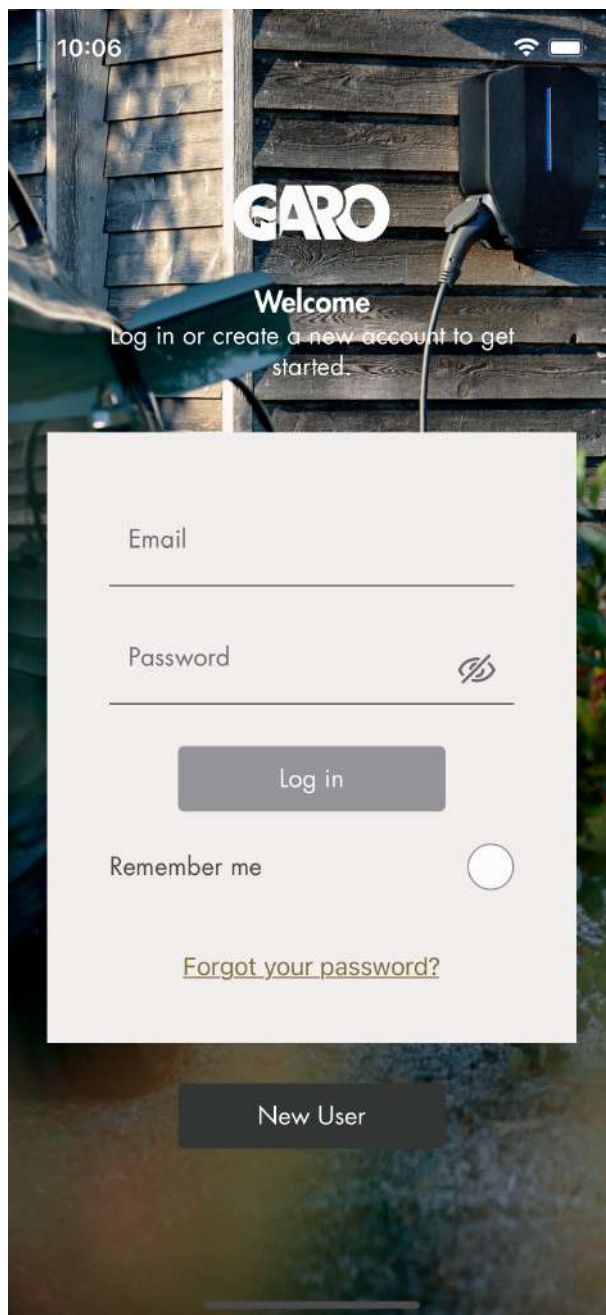 10:06
GARO
Welcome
Log in or create a new account to get
started.
Email
Password
Log in
Remember me
Forgot your password?
New User